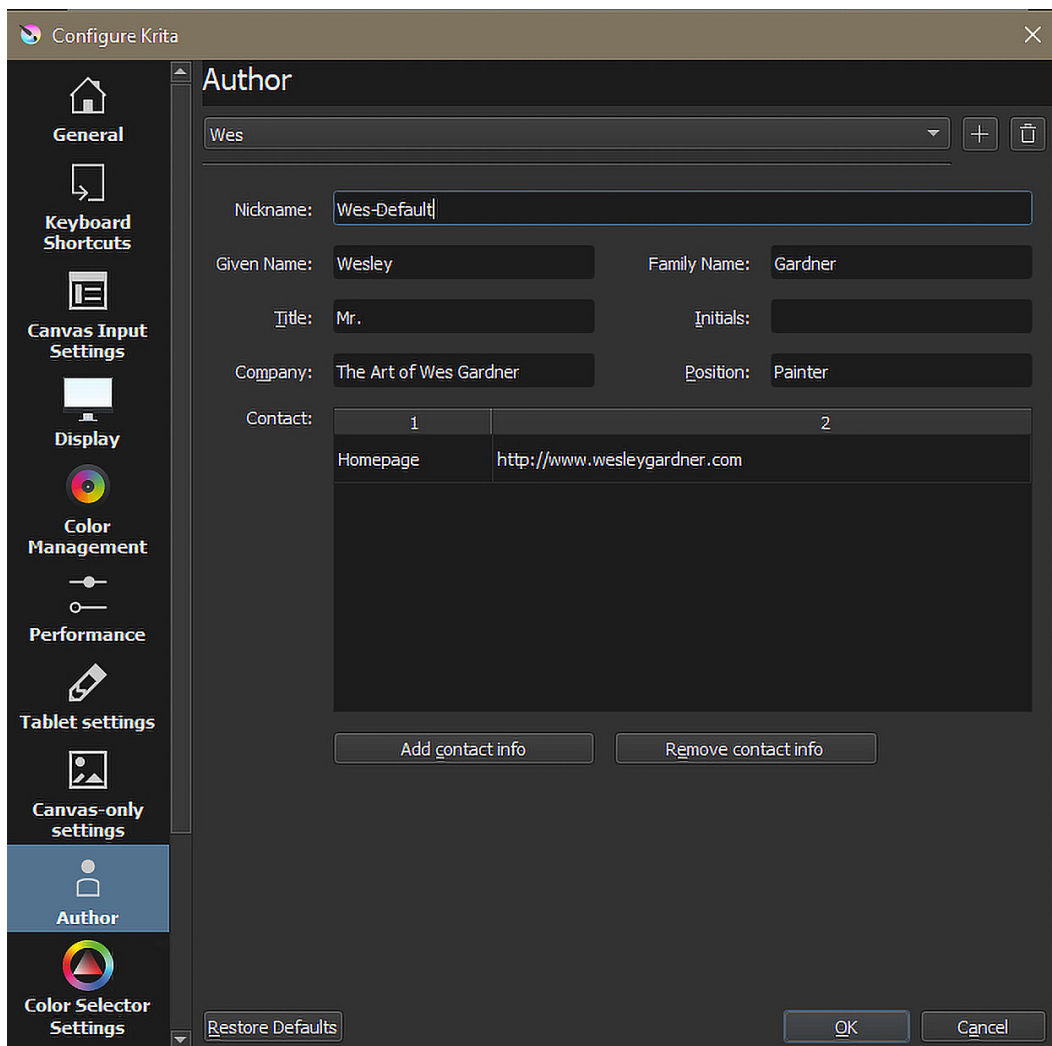 Configure Krita
General
Keyboard
Shortcuts
Canvas Input
Settings
Display
Color
Management
Performance
Tablet settings
Canvas-only
settings
Author
Color Selector
Settings
Author
Wes
Nickname: Wes-Default
Given Name: Wesley Family Name: Gardner
Title: Mr. Initials:
Company: The Art of Wes Gardner Position: Painter
Contact: 1 2
Homepage http://www.wesleygardner.com
Add contact info Remove contact info
Restore Defaults OK Cancel